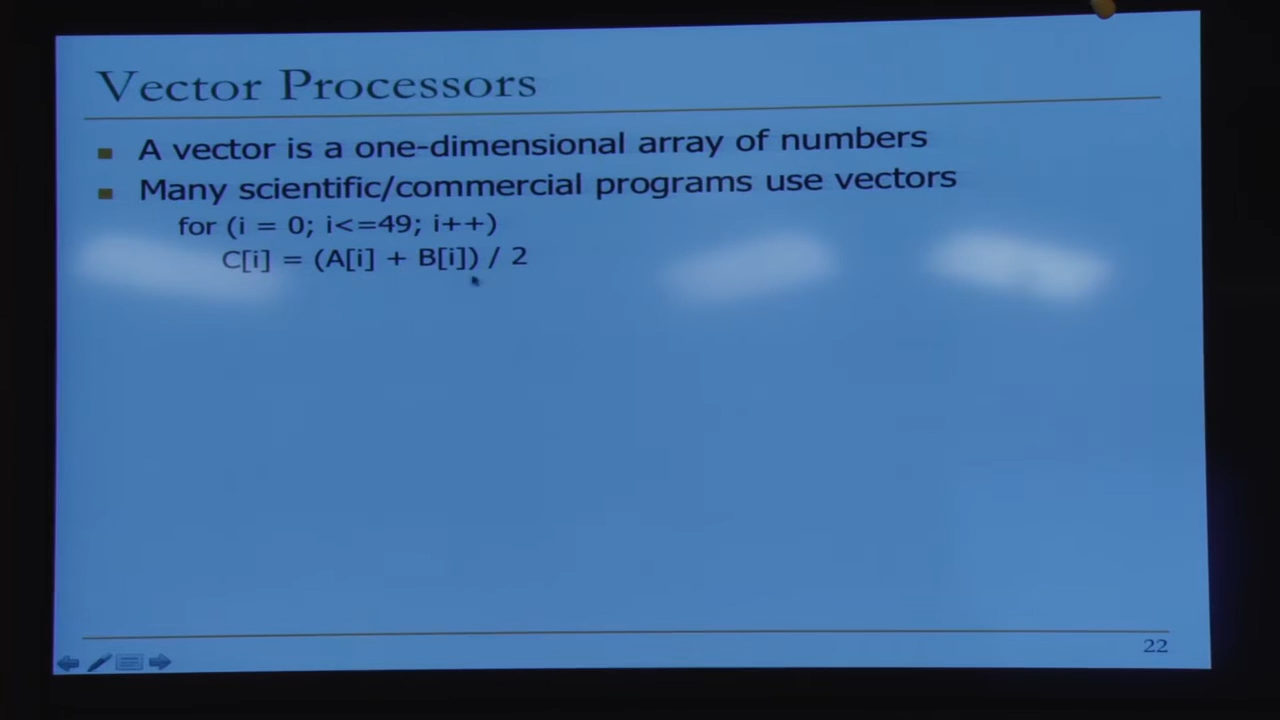 Vector Processors
A vector is a one-dimensional array of numbers
Many scientific/commercial programs use vectors
for (i = 0; i<=49; i++)
C[i] = (A[i] + B[i]) / 2
22